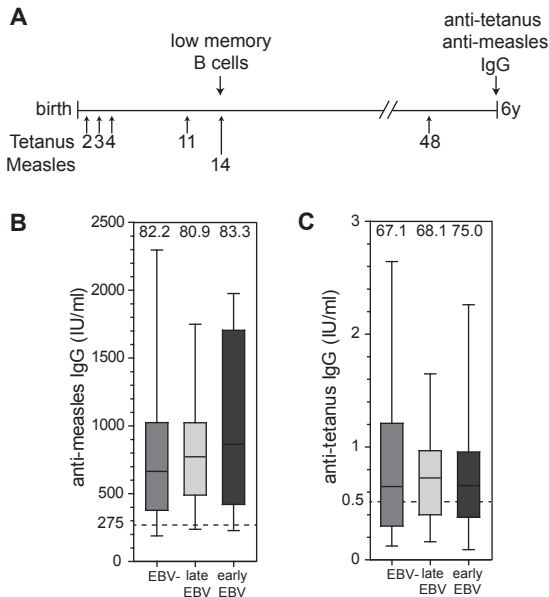 A
low memory
B cells
anti-tetanus
anti-measles
IgG
birth
6y
Tetanus 2 3 4 11 48
Measles 14
B
anti-measles IgG (IU/ml)
2500
2000
1500
1000
500
275
0
82.2 80.9 83.3
EBV- late EBV early EBV
C
anti-tetanus IgG (IU/ml)
3
2
1
0.5
0
67.1 68.1 75.0
EBV- late EBV early EBV